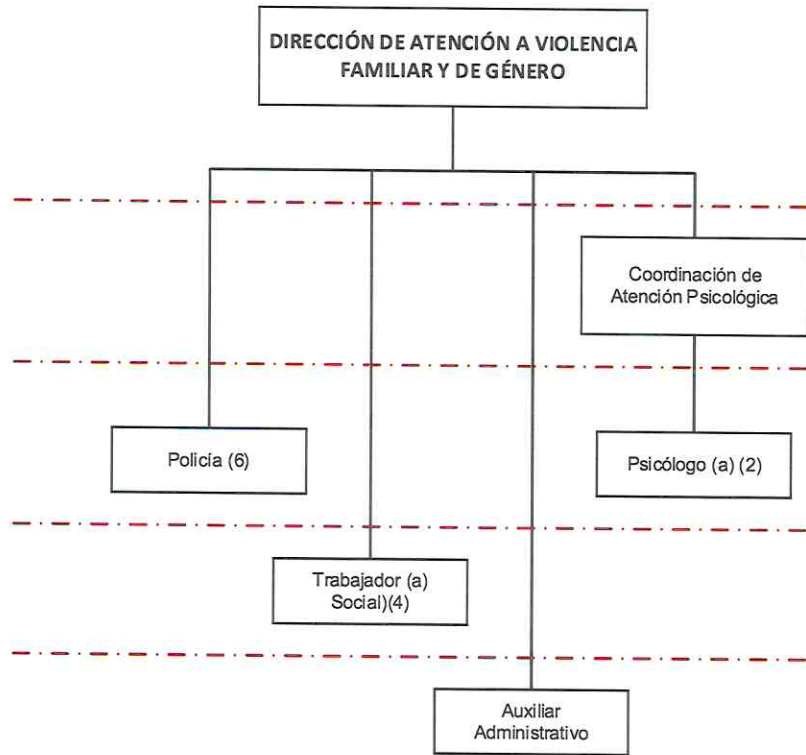 DIRECCIÓN DE ATENCIÓN A VIOLENCIA
FAMILIAR Y DE GÉNERO
Coordinación de
Atención Psicológica
Policía (6)
Psicólogo (a) (2)
Trabajador (a)
Social)(4)
Auxiliar
Administrativo